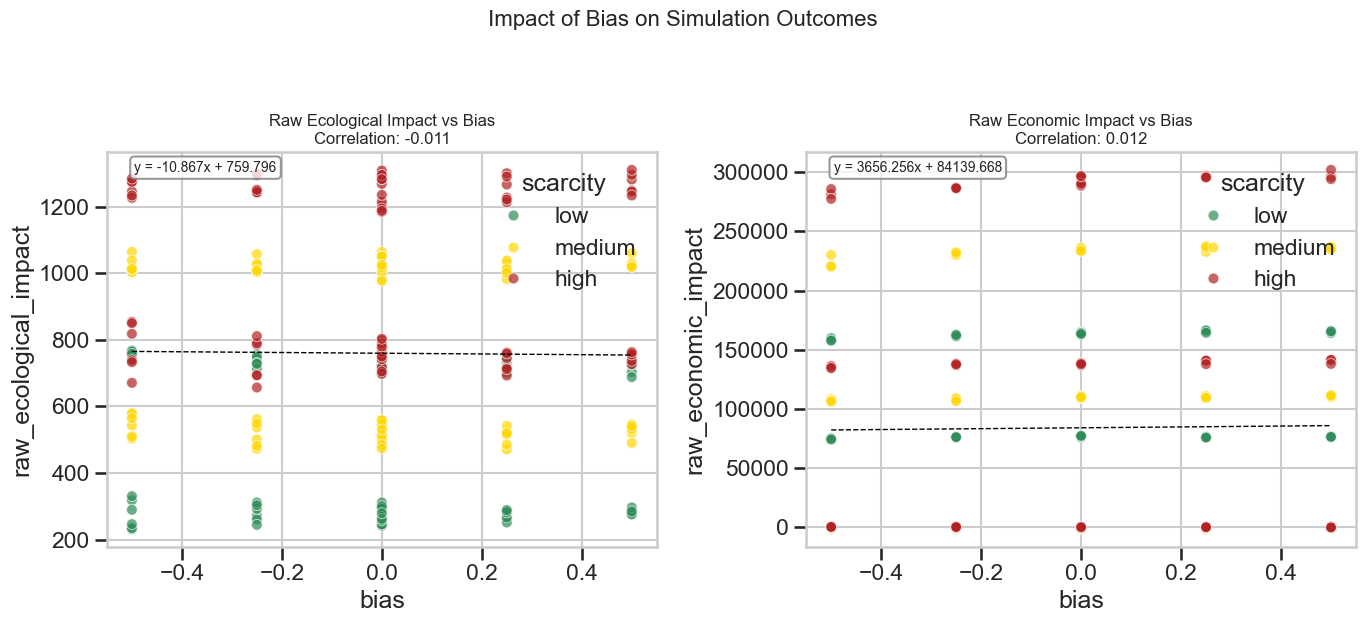 Impact of Bias on Simulation Outcomes
Raw Ecological Impact vs Bias
Correlation: -0.011
y = -10.867x + 759.796
scarcity
low
medium
high
1200
1000
800
600
400
200
raw_ecological_impact
−0.4
−0.2
0.0
0.2
0.4
bias
Raw Economic Impact vs Bias
Correlation: 0.012
y = 3656.256x + 84139.668
scarcity
low
medium
high
300000
250000
200000
150000
100000
50000
0
raw_economic_impact
−0.4
−0.2
0.0
0.2
0.4
bias